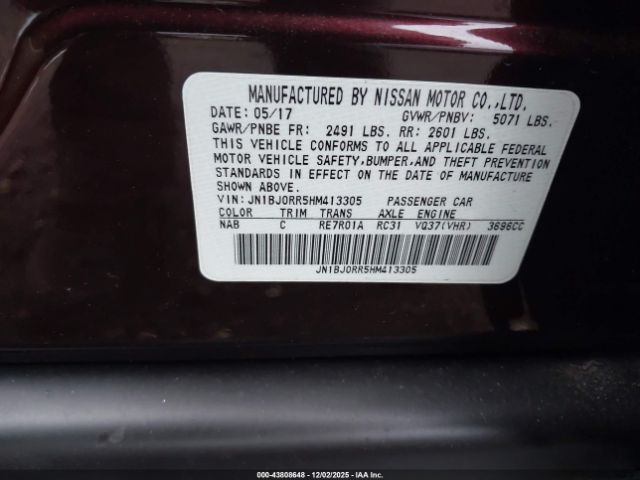 MANUFACTURED BY NISSAN MOTOR CO.,LTD.
DATE: 05/17 GVWR/PNBV: 5071 LBS.
GAWR/PNBE FR: 2491 LBS. RR: 2601 LBS.
THIS VEHICLE CONFORMS TO ALL APPLICABLE FEDERAL
MOTOR VEHICLE SAFETY,BUMPER,AND THEFT PREVENTION
STANDARDS IN EFFECT ON THE DATE OF MANUFACTURE
SHOWN ABOVE.
VIN: JN1BJ0RR5HM413305 PASSENGER CAR
COLOR TRIM TRANS AXLE ENGINE
NAB C RE7R01A RC31 VQ37(VHR) 3696CC
JN1BJ0RR5HM413305
000-43808648 - 12/02/2025 - IAA Inc.